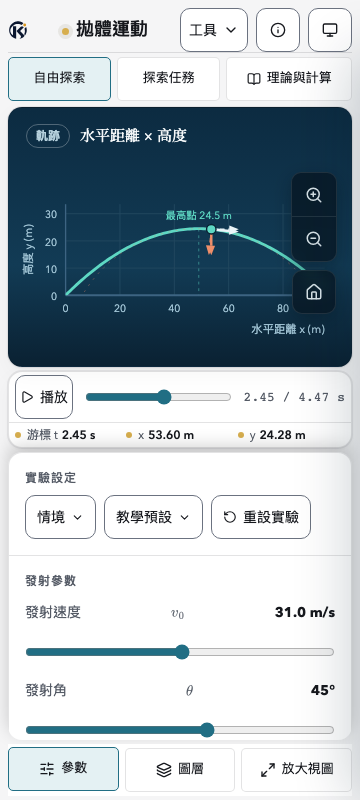 拋體運動
工具
自由探索
探索任務
理論與計算
軌跡
水平距離 × 高度
最高點 24.5 m
高度 y (m)
30
20
10
0
0
20
40
60
80
水平距離 x (m)
播放
2.45 / 4.47 s
游標 t 2.45 s
x 53.60 m
y 24.28 m
實驗設定
情境
教學預設
重設實驗
發射參數
發射速度 v₀ 31.0 m/s
發射角 θ 45°
參數
圖層
放大視圖